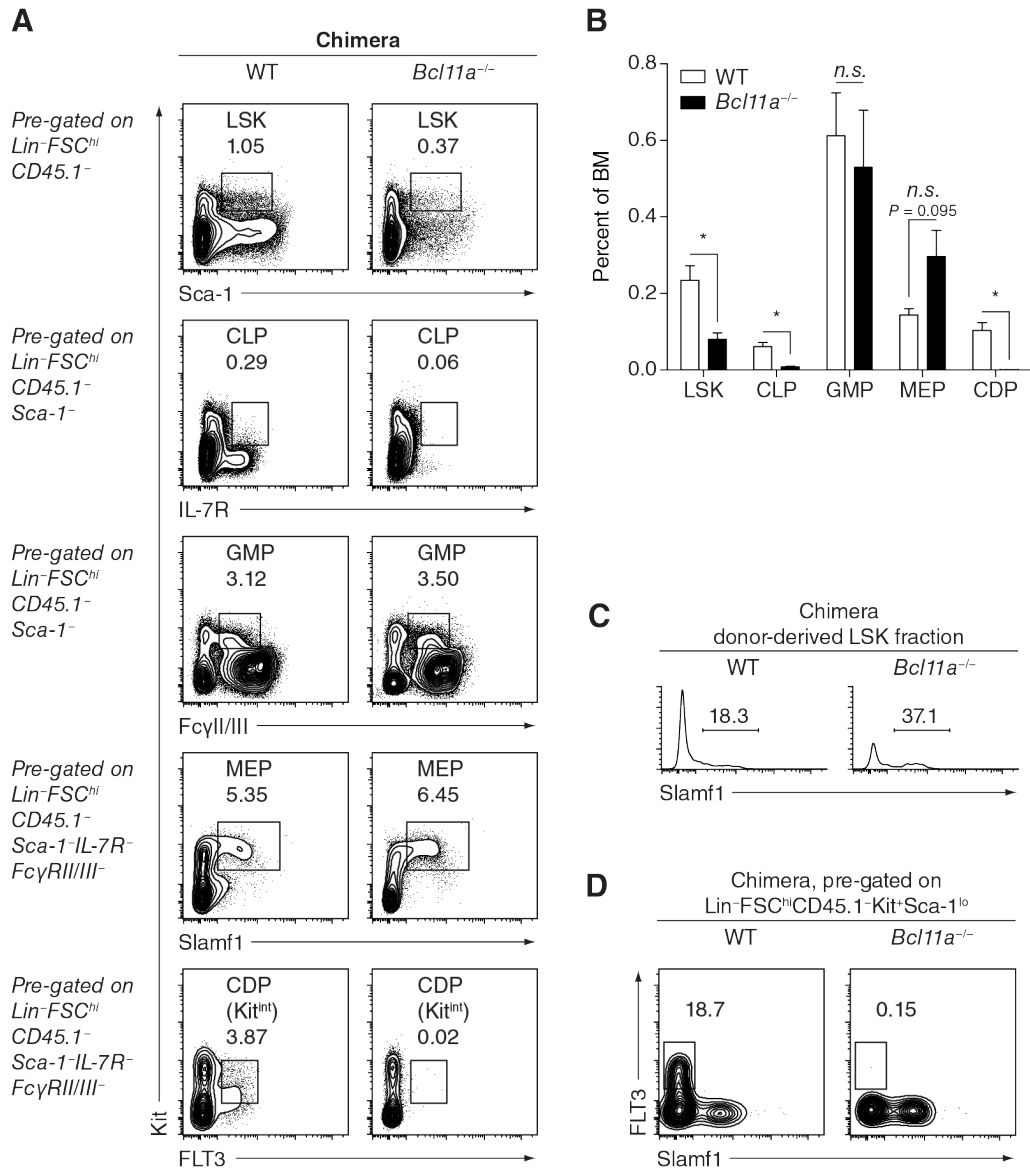 A
Chimera
WT
Bcl11a⁻/⁻
Pre-gated on
Lin⁻FSCʰⁱ
CD45.1⁻
LSK
1.05
LSK
0.37
Sca-1
Pre-gated on
Lin⁻FSCʰⁱ
CD45.1⁻
Sca-1⁻
CLP
0.29
CLP
0.06
IL-7R
Pre-gated on
Lin⁻FSCʰⁱ
CD45.1⁻
Sca-1⁻
GMP
3.12
GMP
3.50
FcγII/III
Pre-gated on
Lin⁻FSCʰⁱ
CD45.1⁻
Sca-1⁻IL-7R⁻
FcγRII/III⁻
MEP
5.35
MEP
6.45
Slamf1
Pre-gated on
Lin⁻FSCʰⁱ
CD45.1⁻
Sca-1⁻IL-7R⁻
FcγRII/III⁻
CDP
(Kitⁱⁿᵗ)
3.87
CDP
(Kitⁱⁿᵗ)
0.02
Kit
FLT3
B
Percent of BM
0.8
0.6
0.4
0.2
0.0
WT
Bcl11a⁻/⁻
n.s.
n.s.
P = 0.095
*
*
*
LSK
CLP
GMP
MEP
CDP
C
Chimera
donor-derived LSK fraction
WT
Bcl11a⁻/⁻
18.3
37.1
Slamf1
D
Chimera, pre-gated on
Lin⁻FSCʰⁱCD45.1⁻Kit⁺Sca-1ˡᵒ
WT
Bcl11a⁻/⁻
18.7
0.15
FLT3
Slamf1